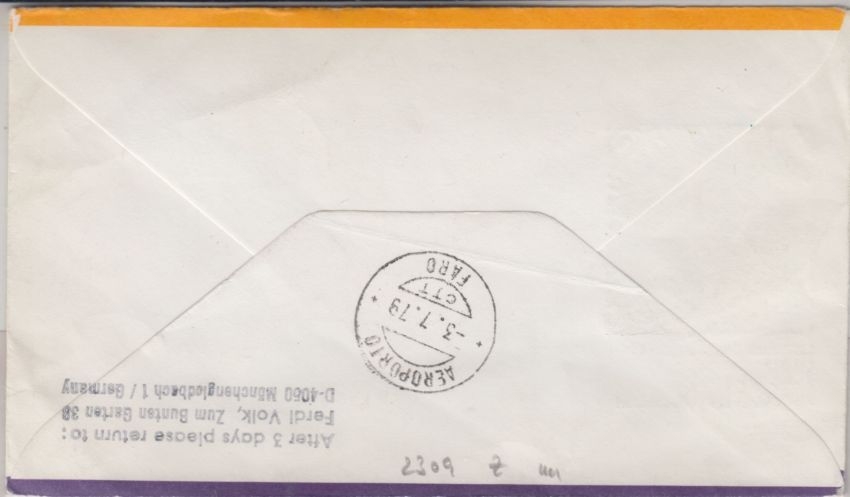 After 3 days please return to:
Ferdi Volk, Zum Bunten Garten 38
D-4050 Mönchengladbach 1 / Germany
AEROPORTO
-3.7.79
CTT
FARO
2309 Z